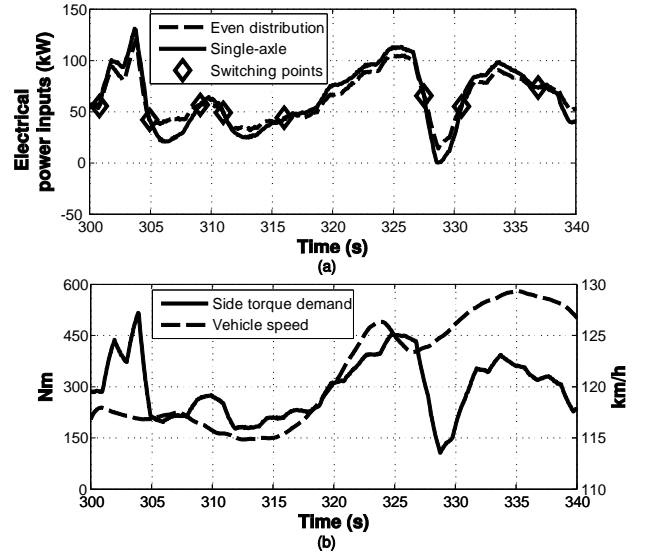 150
100
50
0
-50
Electrical
power inputs (kW)
Even distribution
Single-axle
Switching points
300 305 310 315 320 325 330 335 340
Time (s)
(a)
600
450
300
150
0
Nm
Side torque demand
Vehicle speed
130
125
120
115
110
km/h
300 305 310 315 320 325 330 335 340
Time (s)
(b)